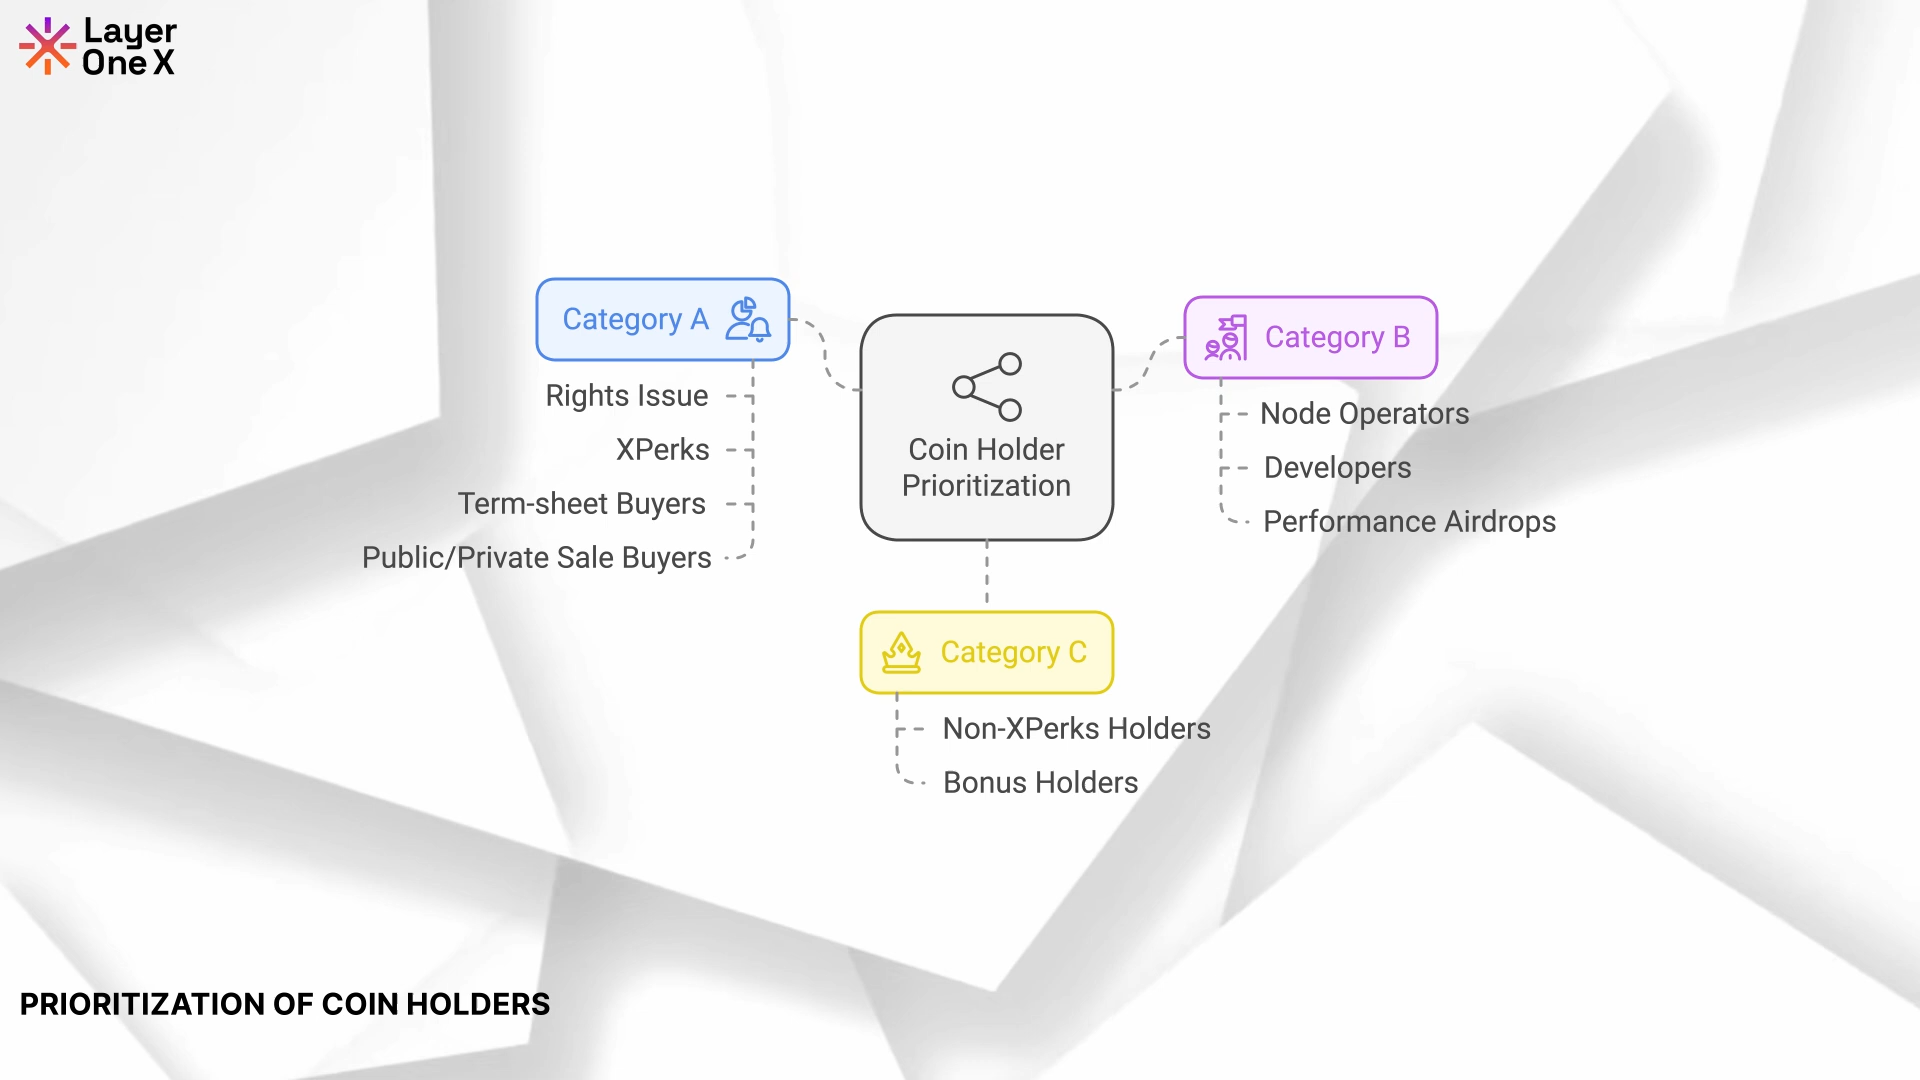 Layer
One X
Category A
Rights Issue
XPerks
Term-sheet Buyers
Public/Private Sale Buyers
Coin Holder
Prioritization
Category B
Node Operators
Developers
Performance Airdrops
Category C
Non-XPerks Holders
Bonus Holders
PRIORITIZATION OF COIN HOLDERS